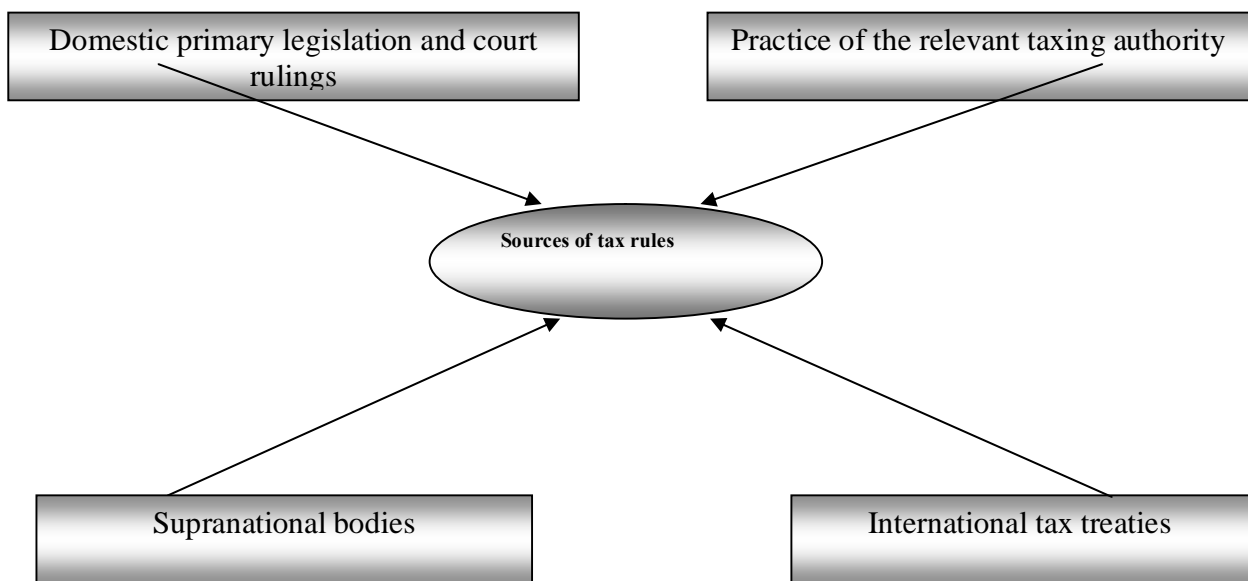 Domestic primary legislation and court
rulings
Practice of the relevant taxing authority
Sources of tax rules
Supranational bodies
International tax treaties